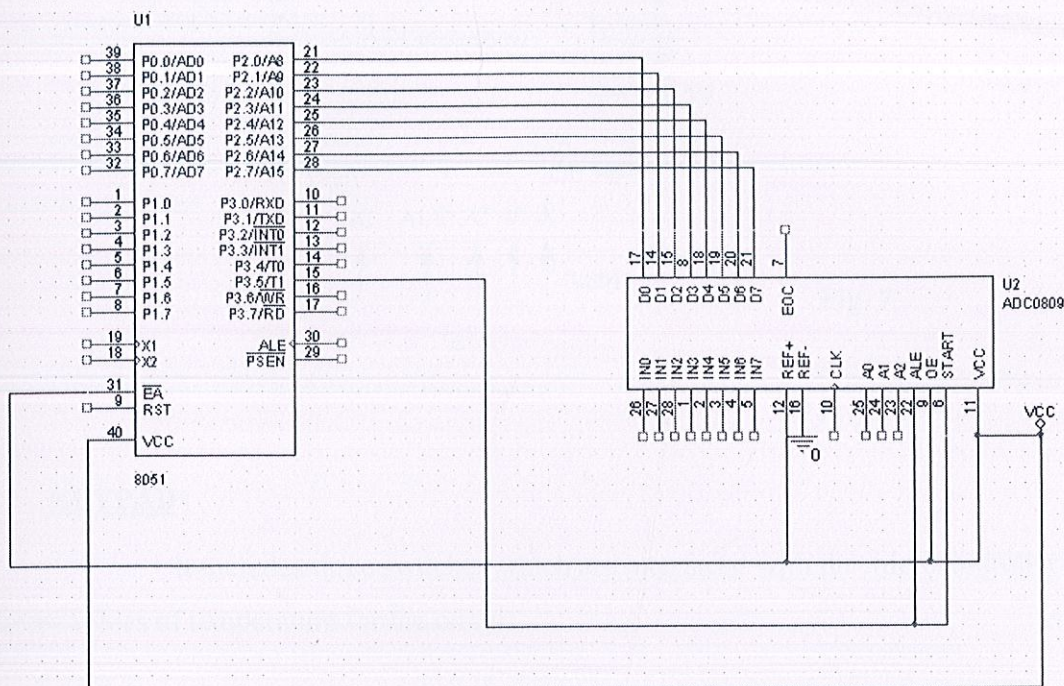 U1
39 P0.0/AD0 P2.0/A8 21
38 P0.1/AD1 P2.1/A9 22
37 P0.2/AD2 P2.2/A10 23
36 P0.3/AD3 P2.3/A11 24
35 P0.4/AD4 P2.4/A12 25
34 P0.5/AD5 P2.5/A13 26
33 P0.6/AD6 P2.6/A14 27
32 P0.7/AD7 P2.7/A15 28
1 P1.0 P3.0/RXD 10
2 P1.1 P3.1/TXD 11
3 P1.2 P3.2/INT0 12
4 P1.3 P3.3/INT1 13
5 P1.4 P3.4/T0 14
6 P1.5 P3.5/T1 15
7 P1.6 P3.6/WR 16
8 P1.7 P3.7/RD 17
19 X1 ALE 30
18 X2 PSEN 29
31 EA
9 RST
40 VCC
8051
17 14 15 8 18 19 20 21 7
D0 D1 D2 D3 D4 D5 D6 D7 EOC
U2
ADC0809
IN0 IN1 IN2 IN3 IN4 IN5 IN6 IN7 REF+ REF- CLK A0 A1 A2 ALE OE START VCC
26 27 28 1 2 3 4 5 12 16 10 25 24 23 22 9 6 11
VCC
0